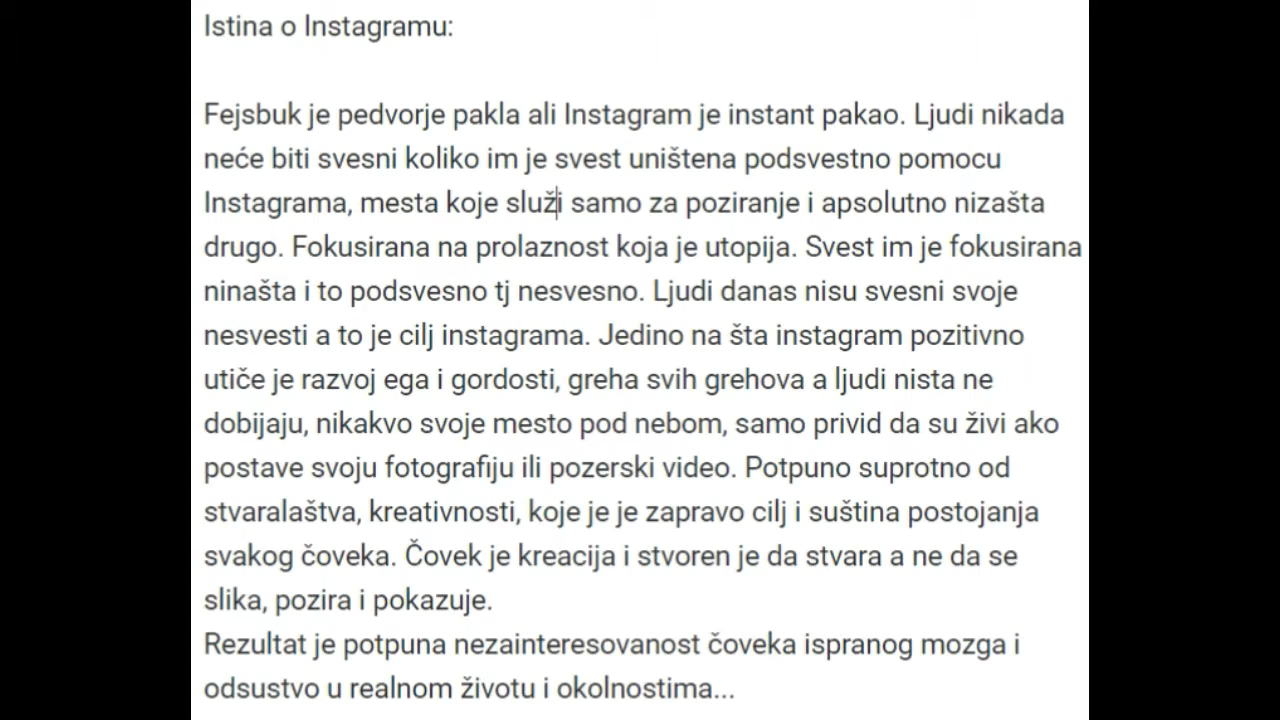 Istina o Instagramu:
Fejsbuk je pedvorje pakla ali Instagram je instant pakao. Ljudi nikada
neće biti svesni koliko im je svest uništena podsvestno pomocu
Instagrama, mesta koje služi samo za poziranje i apsolutno nizašta
drugo. Fokusirana na prolaznost koja je utopija. Svest im je fokusirana
ninašta i to podsvesno tj nesvesno. Ljudi danas nisu svesni svoje
nesvesti a to je cilj instagrama. Jedino na šta instagram pozitivno
utiče je razvoj ega i gordosti, greha svih grehova a ljudi nista ne
dobijaju, nikakvo svoje mesto pod nebom, samo privid da su živi ako
postave svoju fotografiju ili pozerski video. Potpuno suprotno od
stvaralaštva, kreativnosti, koje je je zapravo cilj i suština postojanja
svakog čoveka. Čovek je kreacija i stvoren je da stvara a ne da se
slika, pozira i pokazuje.
Rezultat je potpuna nezainteresovanost čoveka ispranog mozga i
odsustvo u realnom životu i okolnostima...